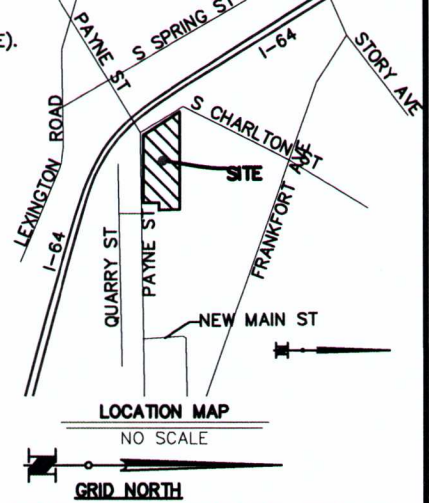 E).
PAYNE ST
S SPRING ST
I-64
STORY AVE
LEXINGTON ROAD
S CHARLTON ST
SITE
FRANKFORT AVE
I-64
QUARRY ST
PAYNE ST
NEW MAIN ST
LOCATION MAP
NO SCALE
GRID NORTH